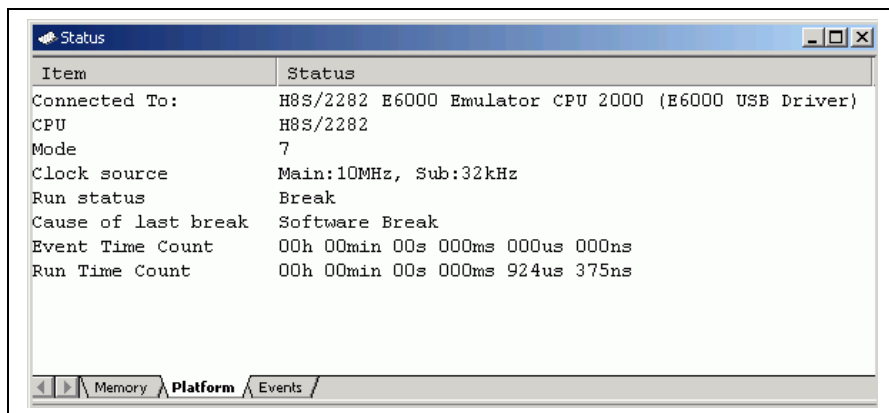 Status
Item Status
Connected To: H8S/2282 E6000 Emulator CPU 2000 (E6000 USB Driver)
CPU H8S/2282
Mode 7
Clock source Main:10MHz, Sub:32kHz
Run status Break
Cause of last break Software Break
Event Time Count 00h 00min 00s 000ms 000us 000ns
Run Time Count 00h 00min 00s 000ms 924us 375ns
Memory Platform Events